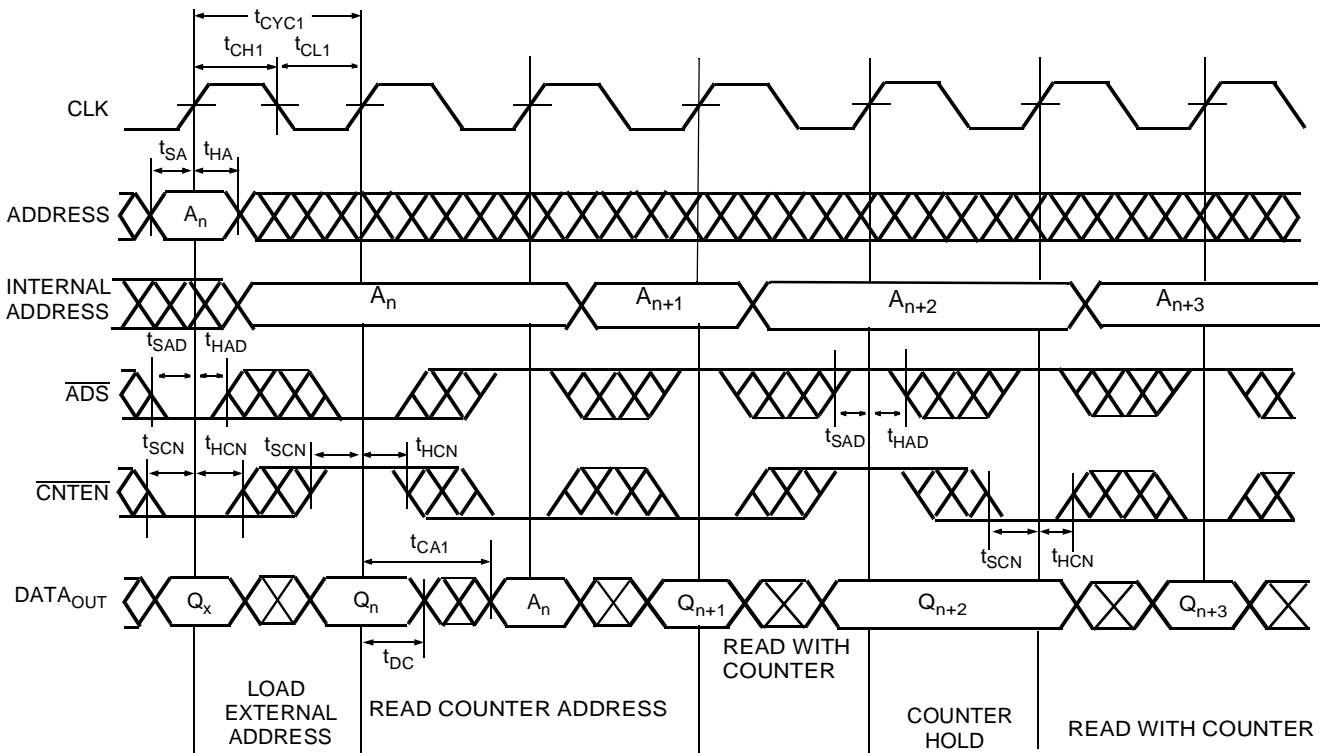 tCYC1
tCH1 tCL1
CLK
tSA tHA
ADDRESS An
INTERNAL
ADDRESS An An+1 An+2 An+3
tSAD tHAD
ADS
tSAD tHAD
tSCN tHCN tSCN tHCN
CNTEN
tCA1 tSCN tHCN
DATAOUT Qx Qn An Qn+1 Qn+2 Qn+3
tDC
READ WITH
COUNTER
LOAD
EXTERNAL
ADDRESS
READ COUNTER ADDRESS
COUNTER
HOLD
READ WITH COUNTER